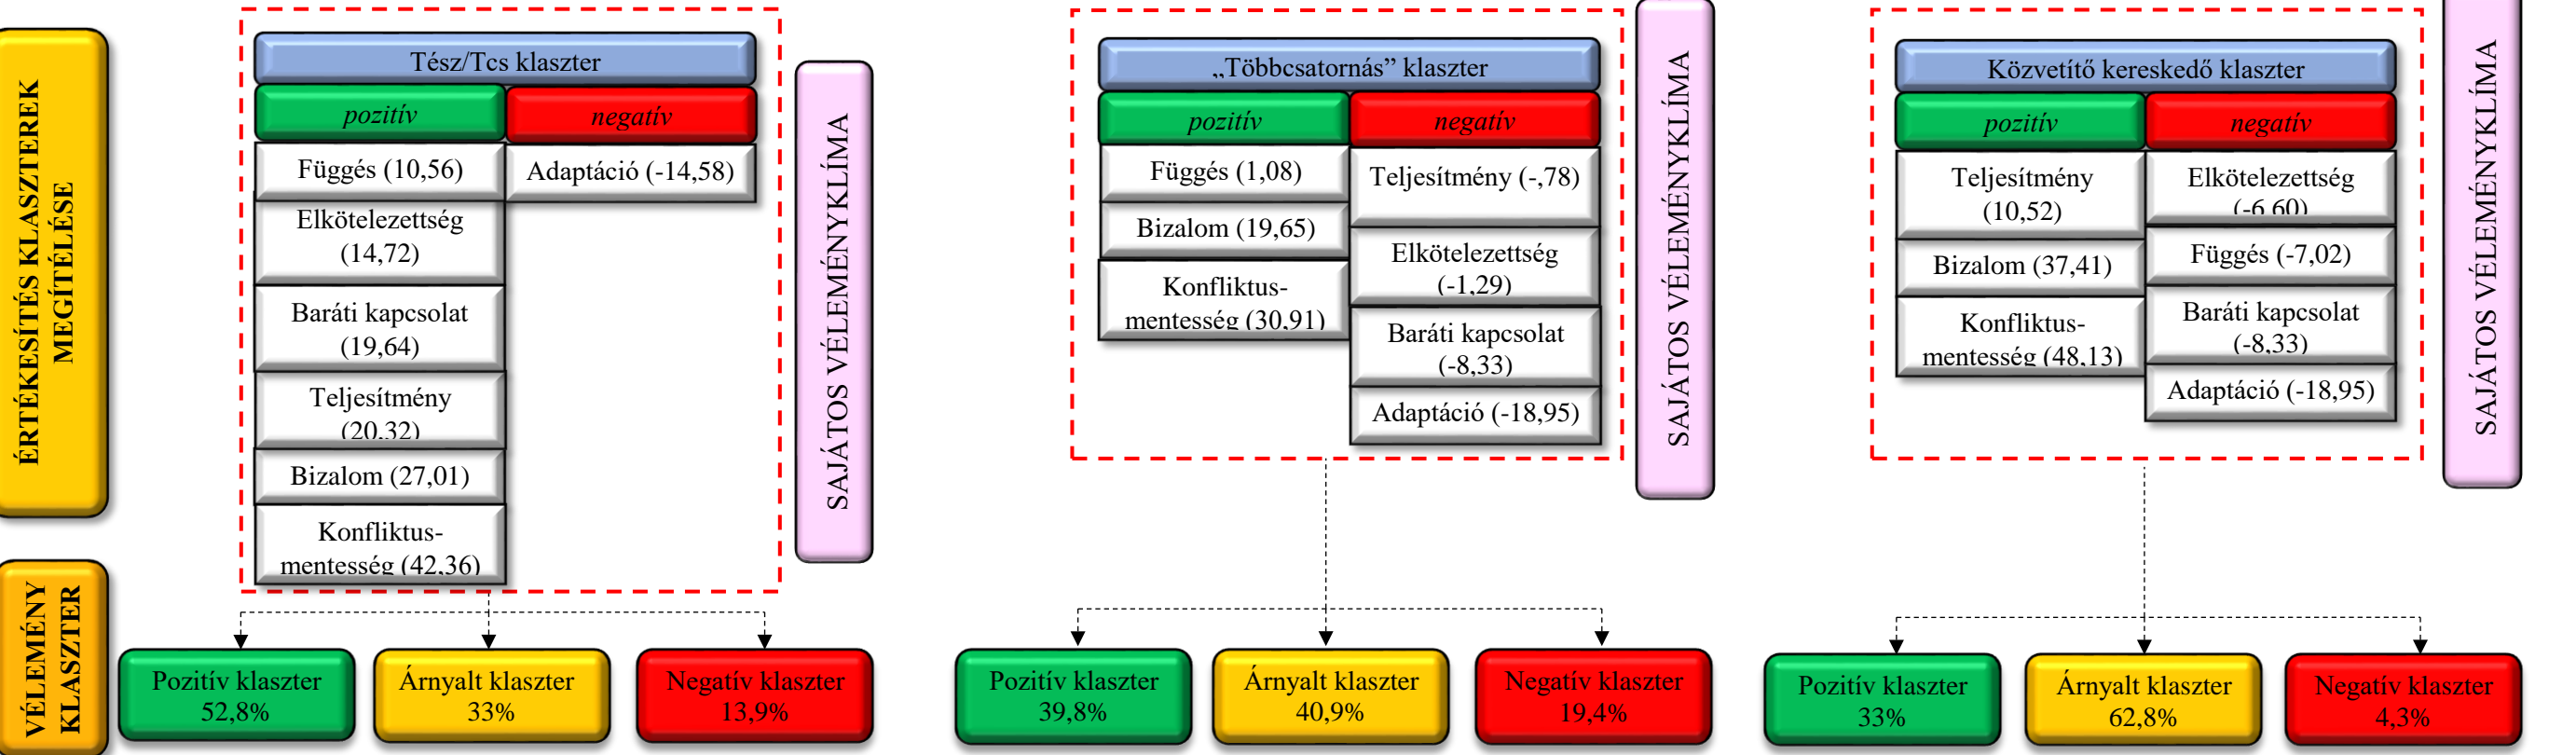 ÉRTÉKESÍTÉS KLASZTEREK
MEGÍTÉLÉSE
Tész/Tcs klaszter
pozitív
negatív
Függés (10,56)
Adaptáció (-14,58)
Elkötelezettség
(14,72)
Baráti kapcsolat
(19,64)
Teljesítmény
(20,32)
Bizalom (27,01)
Konfliktus-
mentesség (42,36)
SAJÁTOS VÉLEMÉNYKLÍMA
„Többcsatornás” klaszter
pozitív
negatív
Függés (1,08)
Bizalom (19,65)
Konfliktus-
mentesség (30,91)
Teljesítmény (-,78)
Elkötelezettség
(-1,29)
Baráti kapcsolat
(-8,33)
Adaptáció (-18,95)
SAJÁTOS VÉLEMÉNYKLÍMA
Közvetítő kereskedő klaszter
pozitív
negatív
Teljesítmény
(10,52)
Bizalom (37,41)
Konfliktus-
mentesség (48,13)
Elkötelezettség
(-6,60)
Függés (-7,02)
Baráti kapcsolat
(-8,33)
Adaptáció (-18,95)
SAJÁTOS VÉLEMÉNYKLÍMA
VÉLEMÉNY
KLASZTER
Pozitív klaszter
52,8%
Árnyalt klaszter
33%
Negatív klaszter
13,9%
Pozitív klaszter
39,8%
Árnyalt klaszter
40,9%
Negatív klaszter
19,4%
Pozitív klaszter
33%
Árnyalt klaszter
62,8%
Negatív klaszter
4,3%